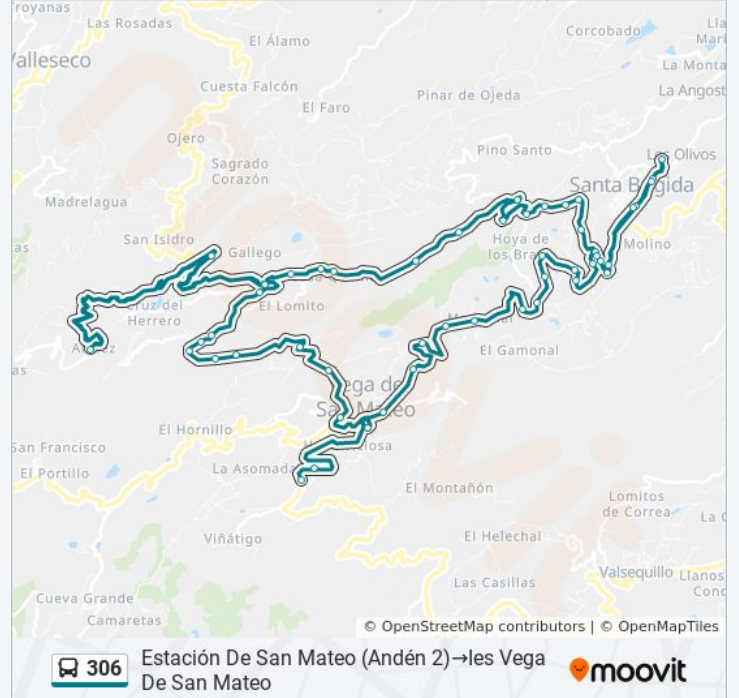 royanas
Las Rosadas
Corcobado
El Álamo
Valleseco
La Monta
Cuesta Falcón
Pinar de Ojeda
La Angost
El Faro
Ojero
Pino Santo
Los Olivos
Sagrado
Corazón
Santa Brígida
Madrelagua
San Isidro
Gallego
Hoya de
Molino
El Lomito
Cruz del
Herrero
El Gamonal
Vega de
San Mateo
El Hornillo
San Francisco
El Portillo
La Asomada
El Montañón
Lomitos
de Correa
Viñátigo
El Helechal
Valsequillo
Llanos
Las Casillas
Cueva Grande
Camaretas
© OpenStreetMap contributors | © OpenMapTiles
306
Estación De San Mateo (Andén 2)→Ies Vega
De San Mateo
moovit